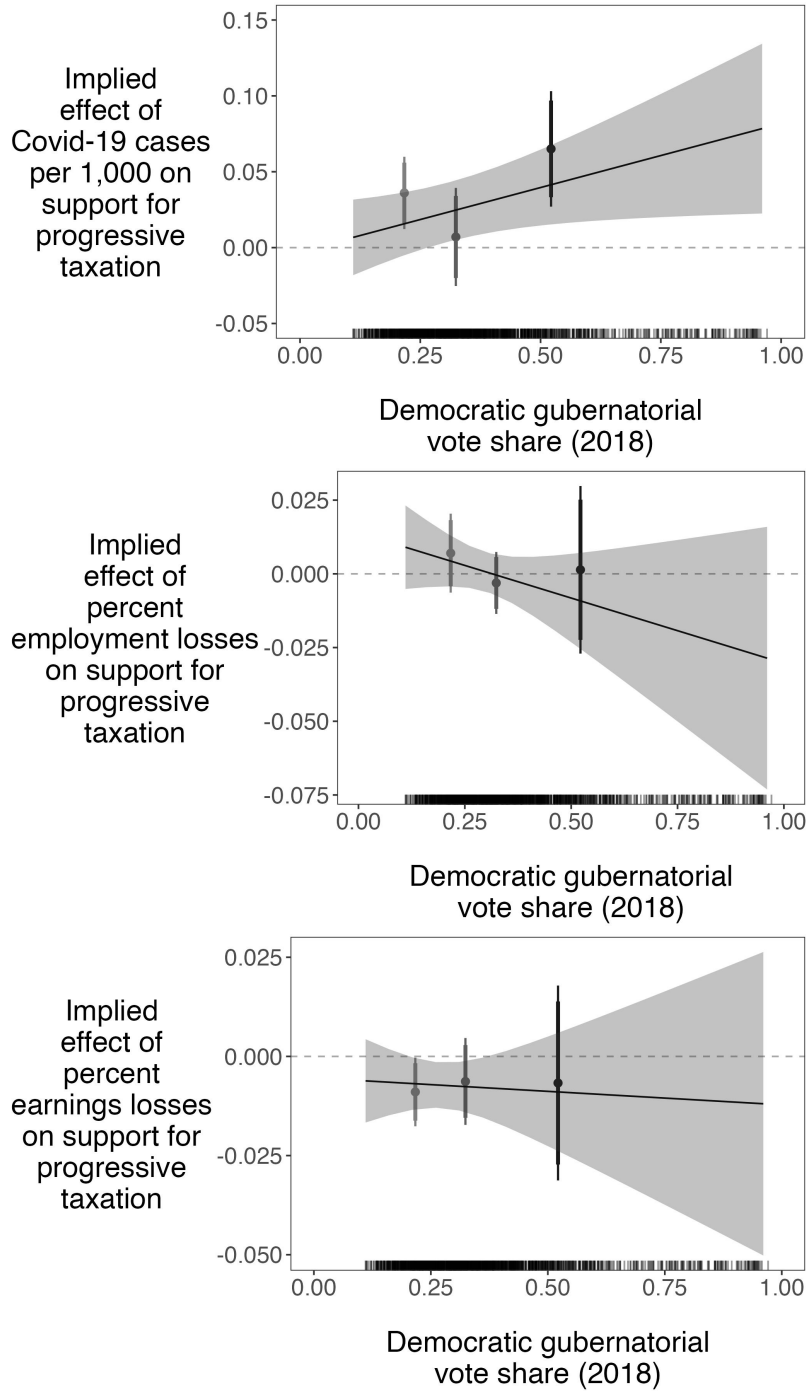 Implied
effect of
Covid-19 cases
per 1,000 on
support for
progressive
taxation
0.15
0.10
0.05
0.00
-0.05
0.00 0.25 0.50 0.75 1.00
Democratic gubernatorial
vote share (2018)
Implied
effect of
percent
employment losses
on support for
progressive
taxation
0.025
0.000
-0.025
-0.050
-0.075
0.00 0.25 0.50 0.75 1.00
Democratic gubernatorial
vote share (2018)
Implied
effect of
percent
earnings losses
on support for
progressive
taxation
0.025
0.000
-0.025
-0.050
0.00 0.25 0.50 0.75 1.00
Democratic gubernatorial
vote share (2018)